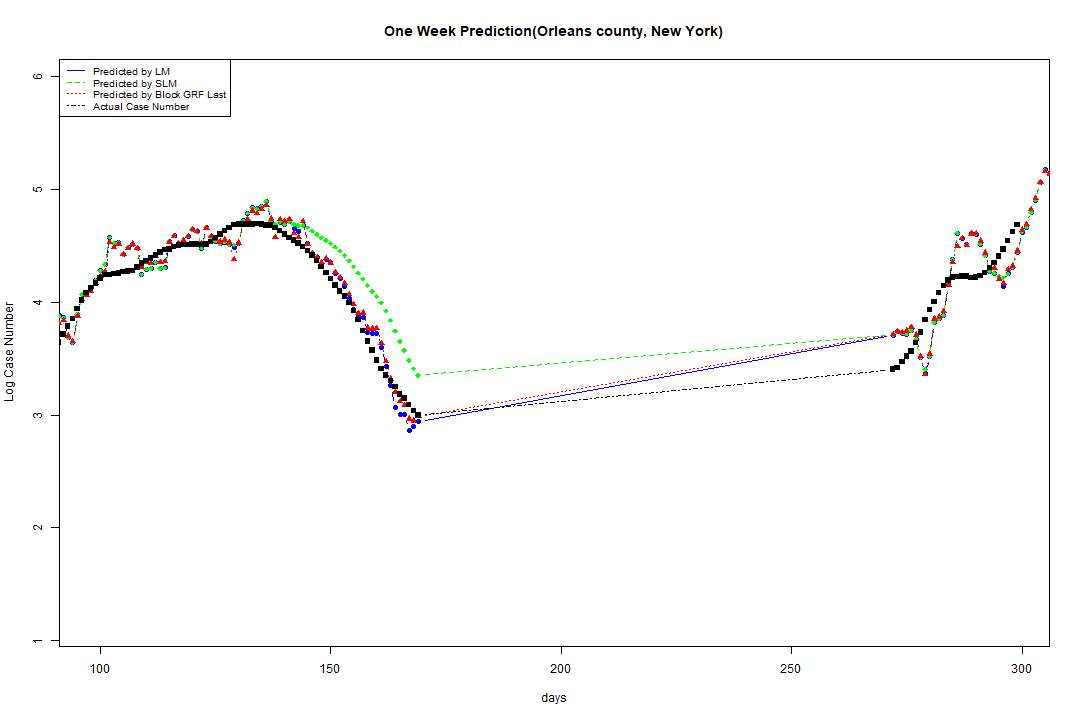 One Week Prediction(Orleans county, New York)
Predicted by LM
Predicted by SLM
Predicted by Block GRF Last
Actual Case Number
6
5
4
3
2
1
Log Case Number
100 150 200 250 300
days